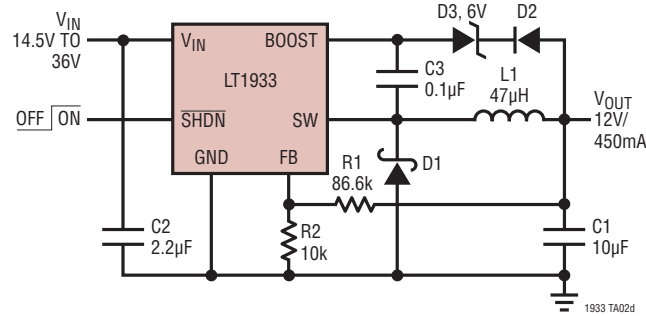 VIN
14.5V TO
36V
OFF ON
VIN
BOOST
LT1933
SHDN
SW
GND
FB
D3, 6V
D2
C3
0.1µF
L1
47µH
VOUT
12V/
450mA
R1
86.6k
D1
R2
10k
C2
2.2µF
C1
10µF
1933 TA02d